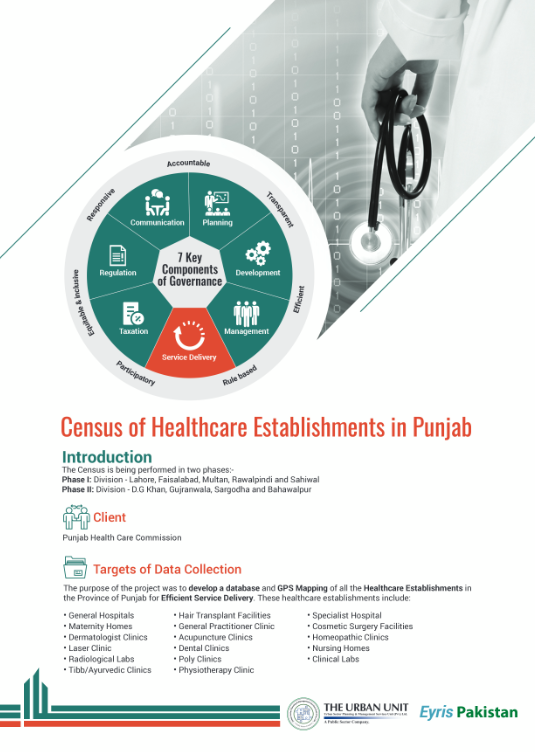 Accountable
Responsive
Transparent
Equitable & Inclusive
Efficient
Participatory
Rule based
Communication
Planning
Regulation
7 Key
Components
of Governance
Development
Taxation
Management
Service Delivery
Census of Healthcare Establishments in Punjab
Introduction
The Census is being performed in two phases:-
Phase I: Division - Lahore, Faisalabad, Multan, Rawalpindi and Sahiwal
Phase II: Division - D.G Khan, Gujranwala, Sargodha and Bahawalpur
Client
Punjab Health Care Commission
Targets of Data Collection
The purpose of the project was to develop a database and GPS Mapping of all the Healthcare Establishments in
the Province of Punjab for Efficient Service Delivery. These healthcare establishments include:
• General Hospitals
• Maternity Homes
• Dermatologist Clinics
• Laser Clinic
• Radiological Labs
• Tibb/Ayurvedic Clinics
• Hair Transplant Facilities
• General Practitioner Clinic
• Acupuncture Clinics
• Dental Clinics
• Poly Clinics
• Physiotherapy Clinic
• Specialist Hospital
• Cosmetic Surgery Facilities
• Homeopathic Clinics
• Nursing Homes
• Clinical Labs
THE URBAN UNIT
A Public Sector Company
Eyris Pakistan